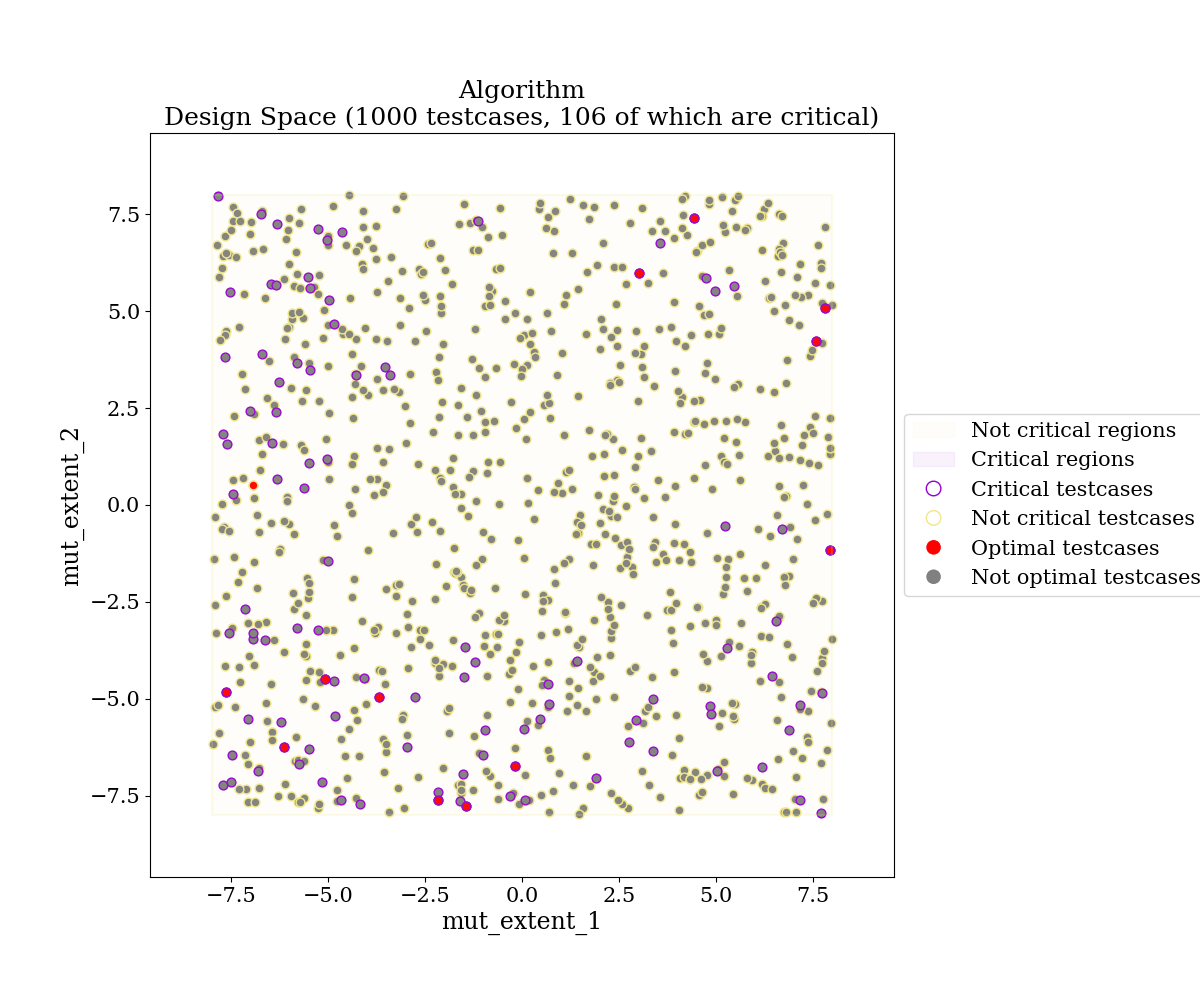 Algorithm
Design Space (1000 testcases, 106 of which are critical)
7.5
5.0
2.5
0.0
−2.5
−5.0
−7.5
mut_extent_2
−7.5 −5.0 −2.5 0.0 2.5 5.0 7.5
mut_extent_1
Not critical regions
Critical regions
Critical testcases
Not critical testcases
Optimal testcases
Not optimal testcases